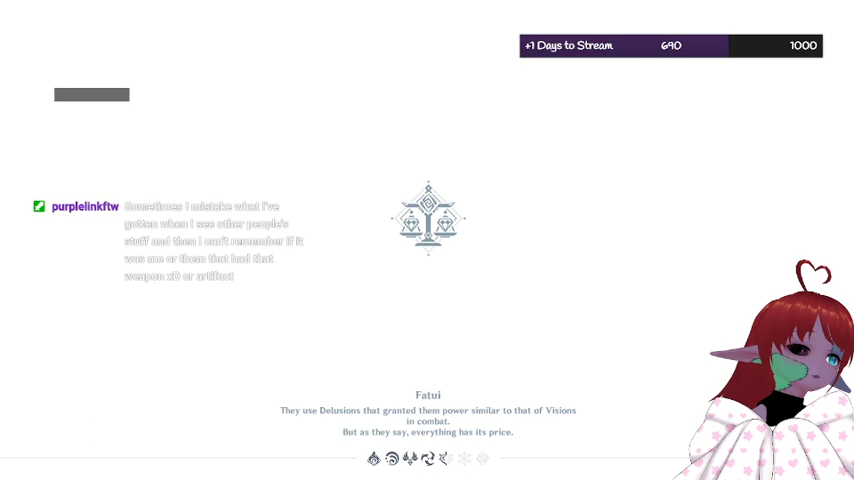 +1 Days to Stream 690 1000
purplelinkftw Sometimes I mistake what I've
gotten when I see other people's
stuff and then I can't remember if it
was me or them that had that
weapon xD or artifact
Fatui
They use Delusions that granted them power similar to that of Visions
in combat.
But as they say, everything has its price.